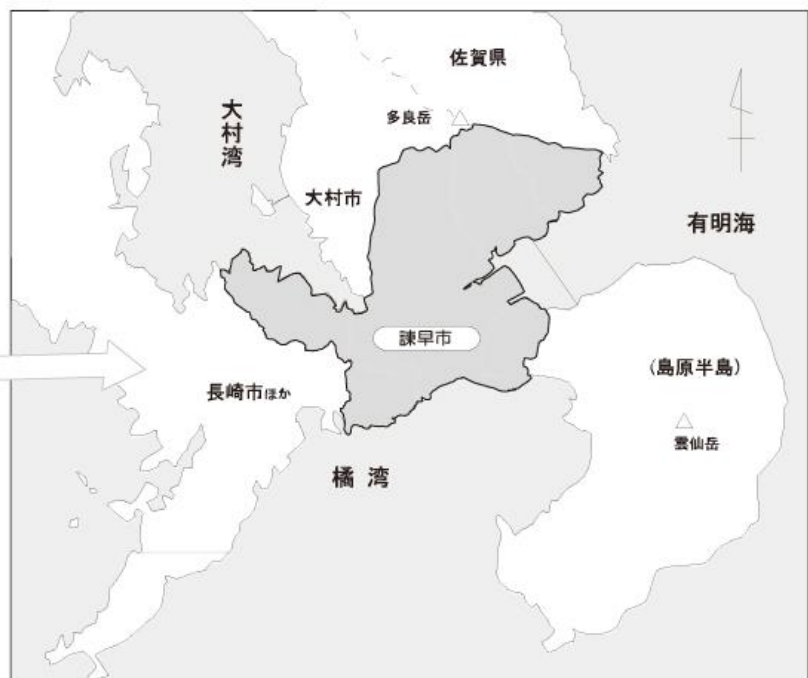 佐賀県
多良岳
大村湾
大村市
有明海
諫早市
(島原半島)
長崎市ほか
雲仙岳
橘湾